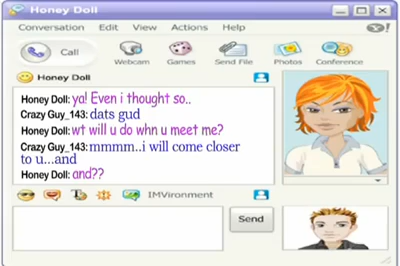 Honey Doll
Conversation Edit View Actions Help
Y!
Call Webcam Games Send File Photos Conference
Honey Doll
Honey Doll: ya! Even i thought so..
Crazy Guy_143: dats gud
Honey Doll: wt will u do whn u meet me?
Crazy Guy_143: mmmm..i will come closer
to u...and
Honey Doll: and??
IMVironment
Send